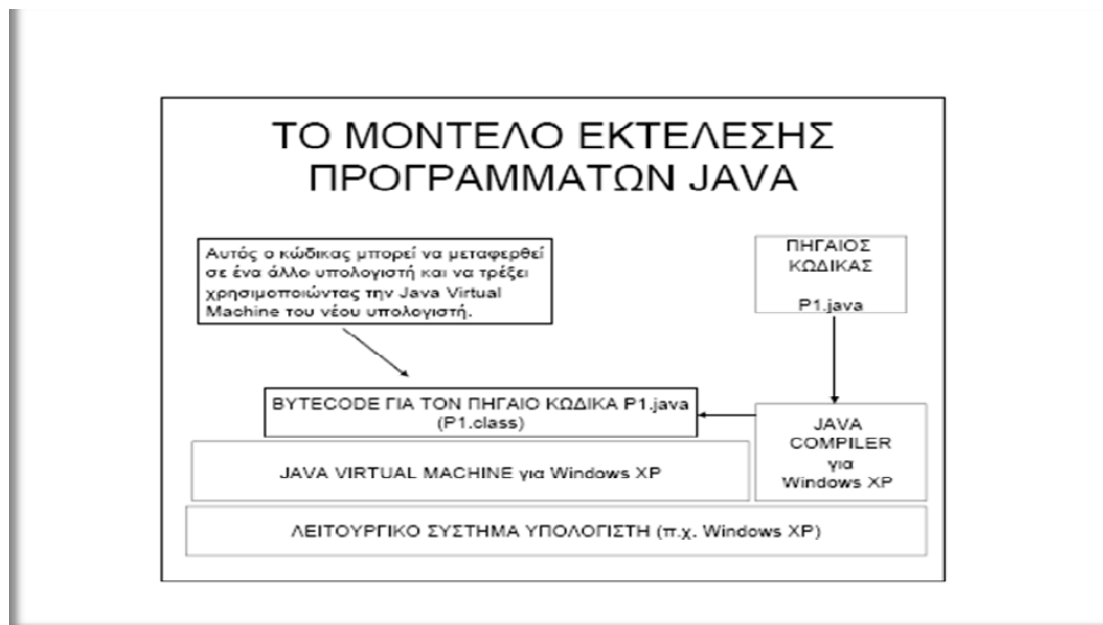 ΤΟ ΜΟΝΤΕΛΟ ΕΚΤΕΛΕΣΗΣ
ΠΡΟΓΡΑΜΜΑΤΩΝ JAVA
Αυτός ο κώδικας μπορεί να μεταφερθεί
σε ένα άλλο υπολογιστή και να τρέξει
χρησιμοποιώντας την Java Virtual
Machine του νέου υπολογιστή.
ΠΗΓΑΙΟΣ
ΚΩΔΙΚΑΣ
P1.java
BYTECODE ΓΙΑ ΤΟΝ ΠΗΓΑΙΟ ΚΩΔΙΚΑ P1.java
(P1.class)
JAVA
COMPILER
για
Windows XP
JAVA VIRTUAL MACHINE για Windows XP
ΛΕΙΤΟΥΡΓΙΚΟ ΣΥΣΤΗΜΑ ΥΠΟΛΟΓΙΣΤΗ (π.χ. Windows XP)